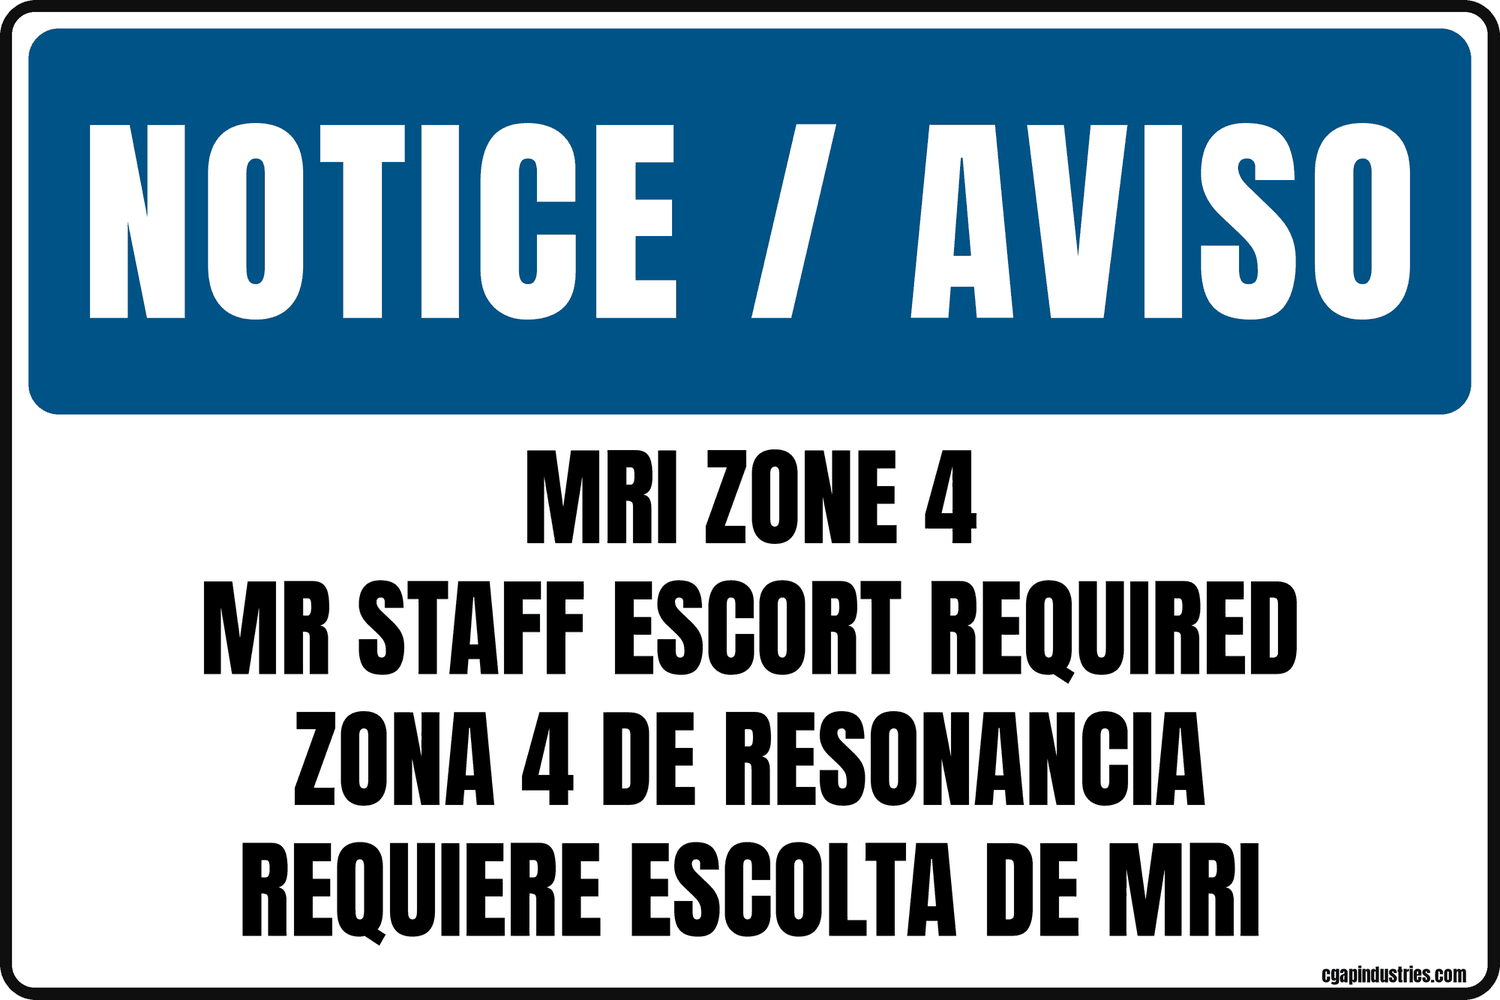 NOTICE / AVISO
MRI ZONE 4
MR STAFF ESCORT REQUIRED
ZONA 4 DE RESONANCIA
REQUIERE ESCOLTA DE MRI
cgapindustries.com